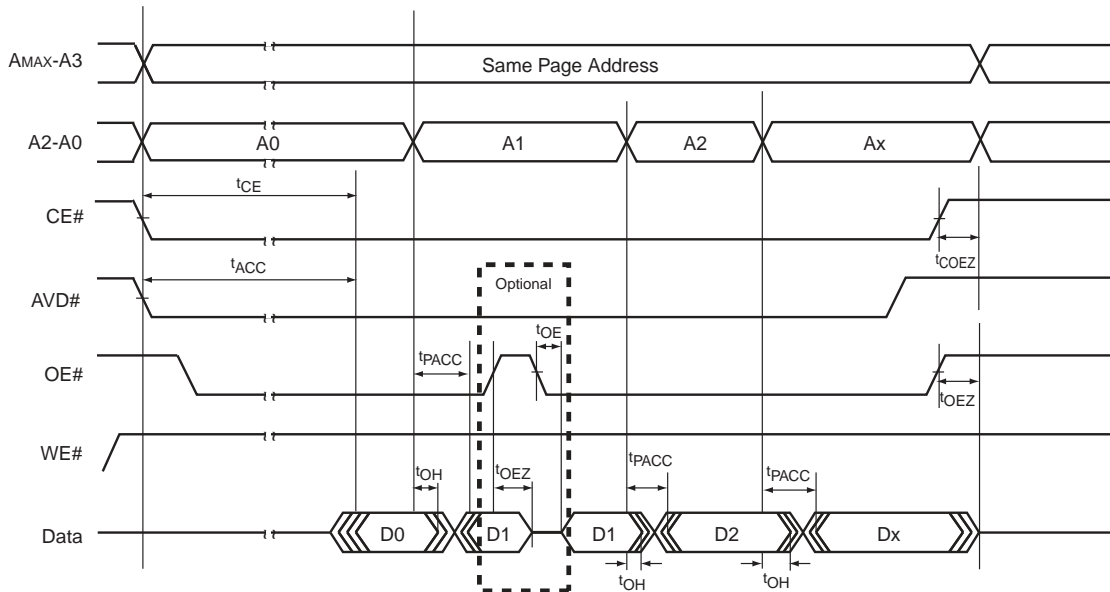 AMAX-A3
Same Page Address
A2-A0
A0
A1
A2
Ax
tCE
CE#
tCOEZ
tACC
Optional
AVD#
tOE
tPACC
OE#
tOEZ
WE#
tOH
tOEZ
tPACC
tPACC
Data
D0
D1
D1
D2
Dx
tOH
tOH